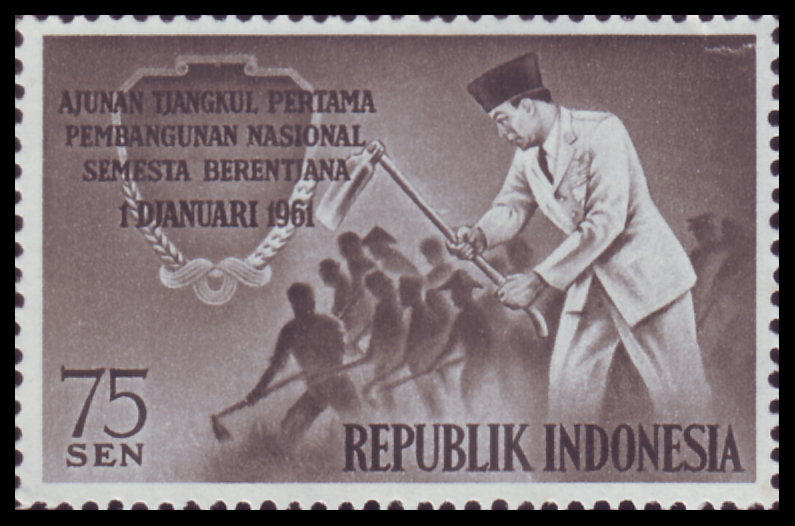 AJUNAN TJANGKUL PERTAMA
PEMBANGUNAN NASIONAL
SEMESTA BERENTJANA
1 DJANUARI 1961
75
SEN
REPUBLIK INDONESIA